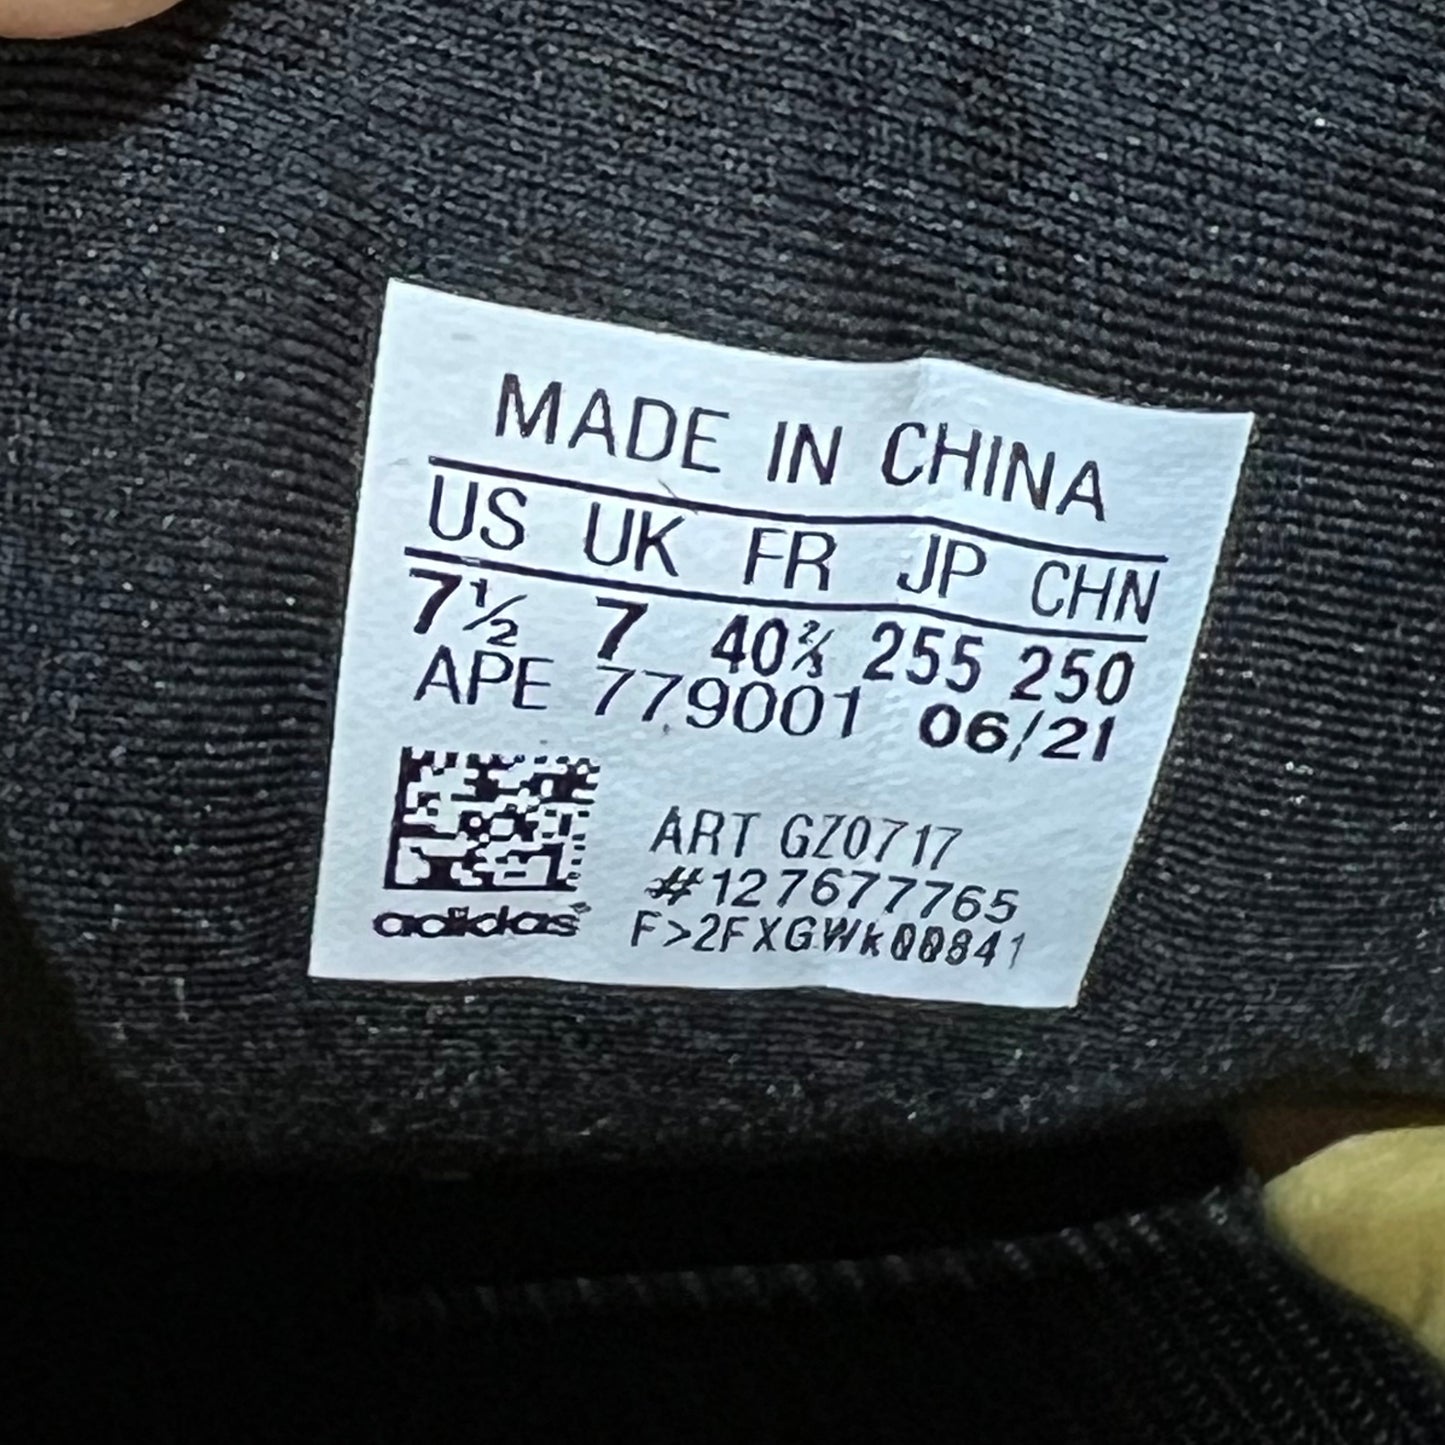 MADE IN CHINA
US UK FR JP CHN
7½ 7 40⅔ 255 250
APE 779001 06/21
ART GZ0717
#127677765
adidas
F>2FXGWk00841